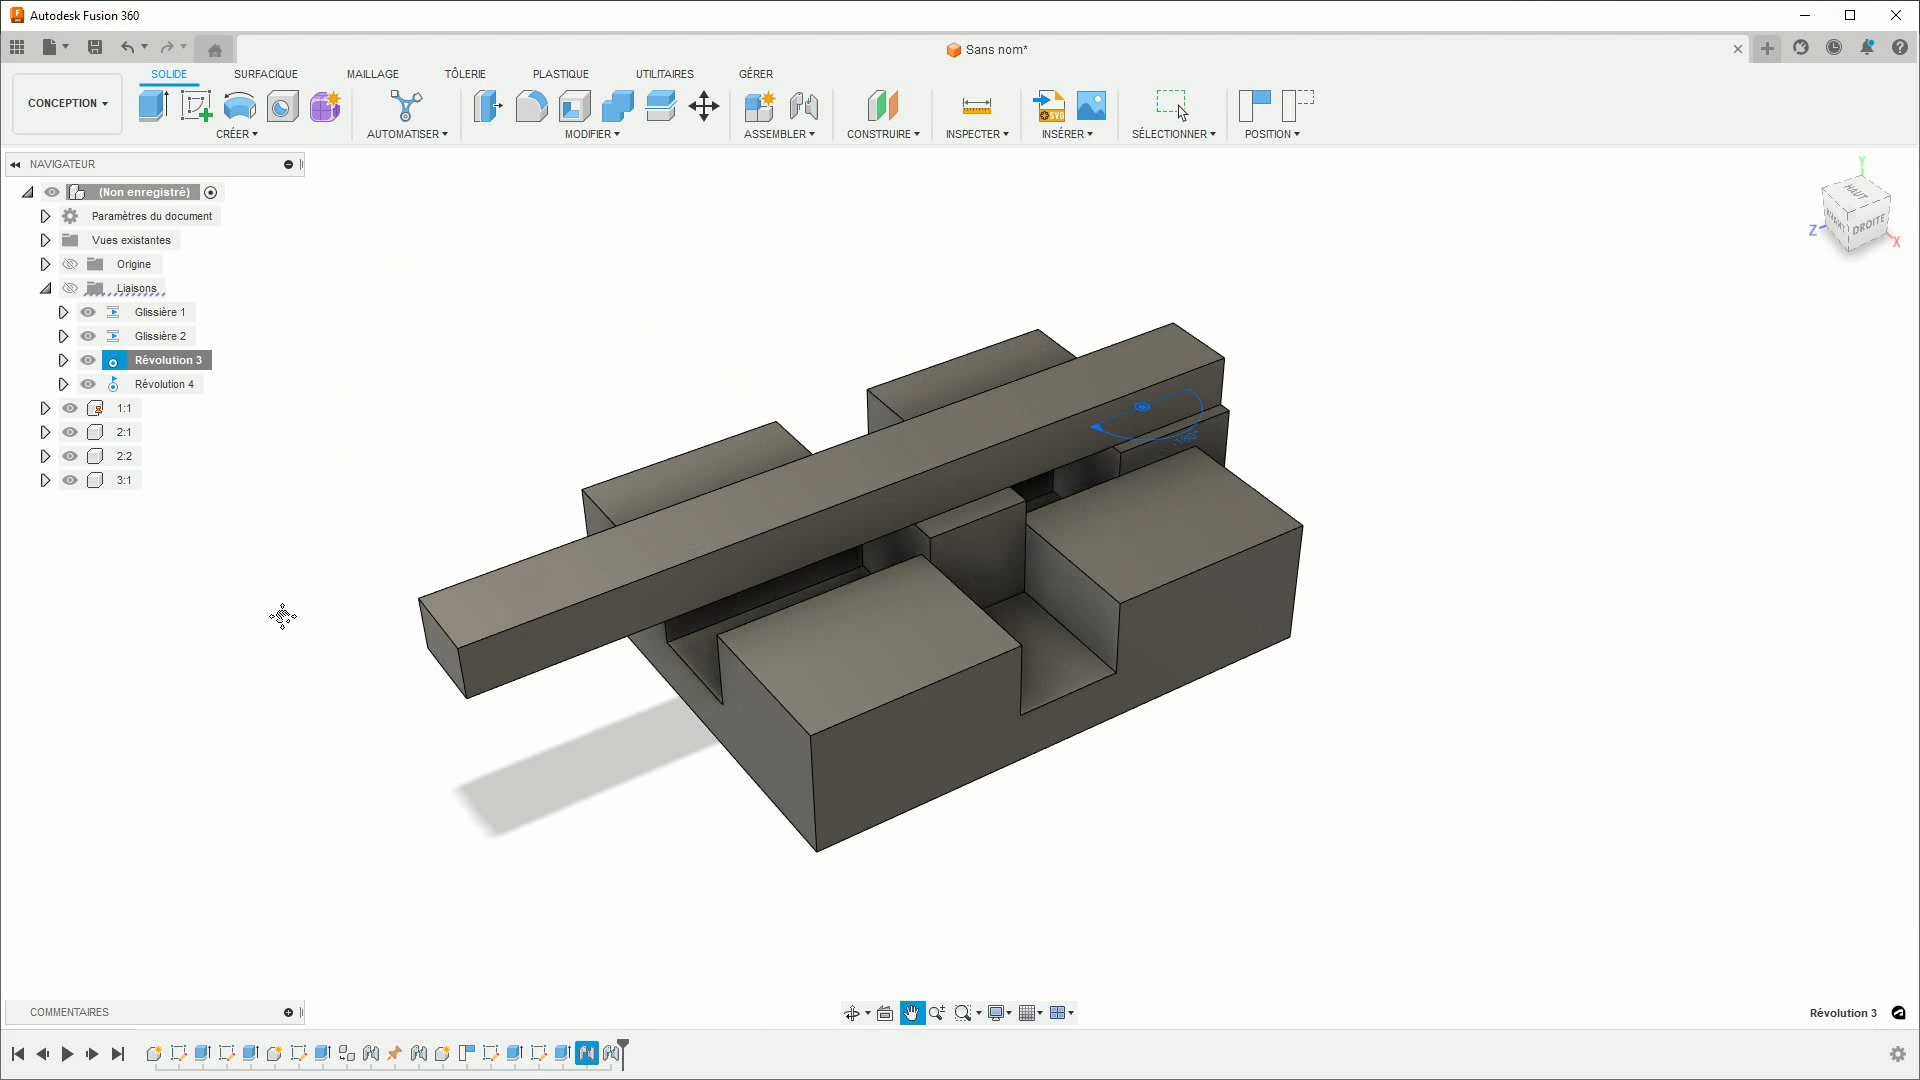 Autodesk Fusion 360
Sans nom*
CONCEPTION
SOLIDE
SURFACIQUE
MAILLAGE
TÔLERIE
PLASTIQUE
UTILITAIRES
GÉRER
CRÉER
AUTOMATISER
MODIFIER
ASSEMBLER
CONSTRUIRE
INSPECTER
INSÉRER
SÉLECTIONNER
POSITION
SVG
NAVIGATEUR
(Non enregistré)
Paramètres du document
Vues existantes
Origine
Liaisons
Glissière 1
Glissière 2
Révolution 3
Révolution 4
1:1
2:1
2:2
3:1
Y
HAUT
AVANT
DROITE
Z
X
COMMENTAIRES
Révolution 3